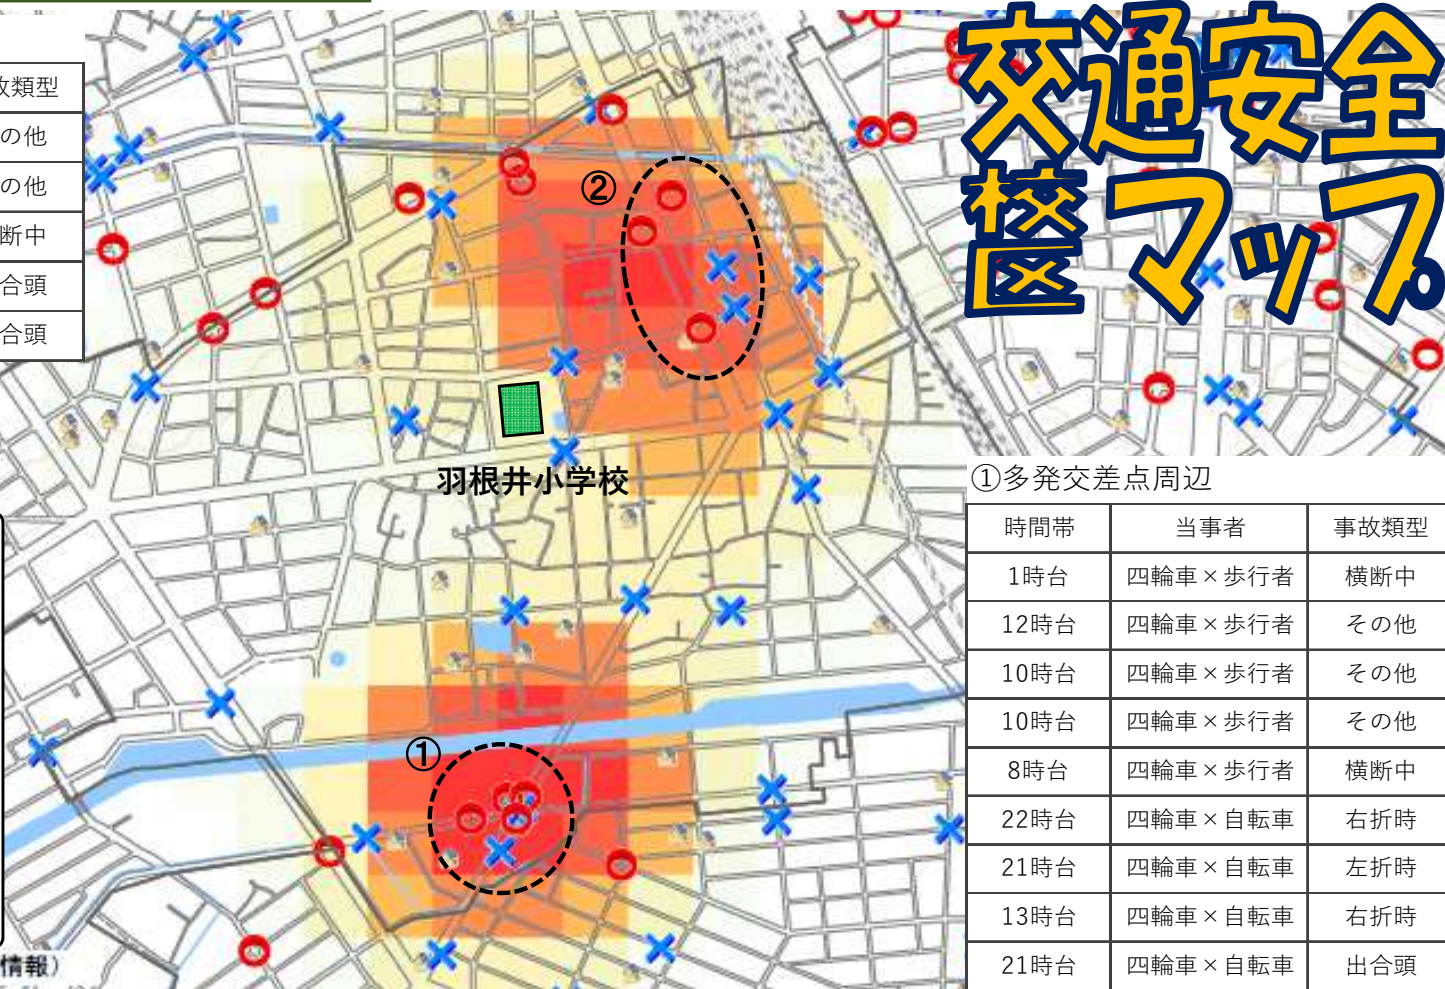 交通安全
校区マップ
故類型
の他
の他
断中
合頭
合頭
②
羽根井小学校
①
情報）
①多発交差点周辺
時間帯 当事者 事故類型
1時台 四輪車×歩行者 横断中
12時台 四輪車×歩行者 その他
10時台 四輪車×歩行者 その他
10時台 四輪車×歩行者 その他
8時台 四輪車×歩行者 横断中
22時台 四輪車×自転車 右折時
21時台 四輪車×自転車 左折時
13時台 四輪車×自転車 右折時
21時台 四輪車×自転車 出合頭